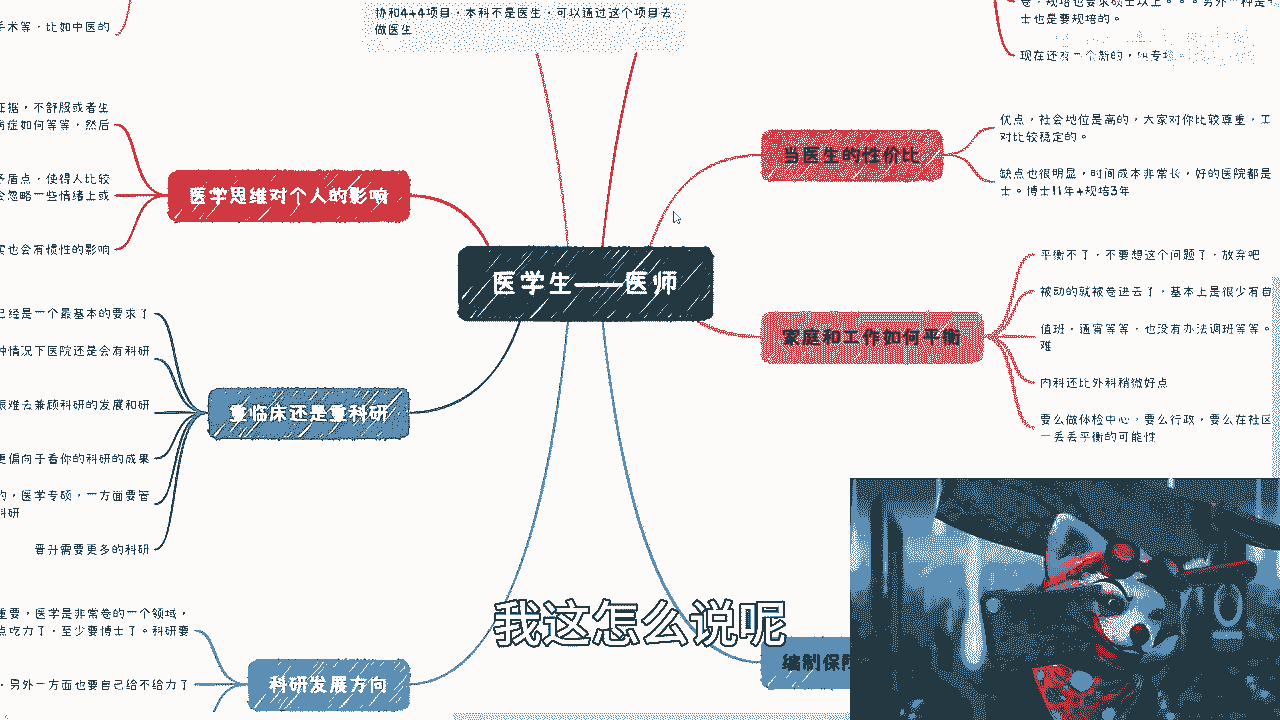 协和4+4项目，本科不是医生，可以通过这个项目去
做医生
手术等，比如中医的
证据，不舒服或者生
病症如何等等，然后
矛盾点，使得人比较
会忽略一些情绪上或
实也会有惯性的影响
医学思维对个人的影响
医学生——医师
已经是一个最基本的要求了
种情况下医院还是会有科研
很难去兼顾科研的发展和研
更偏向于看你的科研的成果
的，医学专硕，一方面要管
科研
晋升需要更多的科研
重临床还是重科研
重要，医学是非常卷的一个领域，
点吃力了，至少要博士了。科研要
，另外一方面也要自己给不给力了
科研发展方向
卷，规培也要求硕士以上。。。另外一种是
士也是要规培的。
现在还有一个新的，叫专培。
当医生的性价比
优点，社会地位是高的，大家对你比较尊重，工
对比较稳定的。
缺点也很明显，时间成本非常长，好的医院都是
士。博士11年+规培3年
家庭和工作如何平衡
平衡不了，不要想这个问题了，放弃吧
被动的就被卷进去了，基本上是很少有自
值班，通宵等等，也没有办法调班等等。
难
内科还比外科稍微好点
要么做体检中心，要么行政，要么在社区
一丢丢平衡的可能性
编制保障
我这怎么说呢